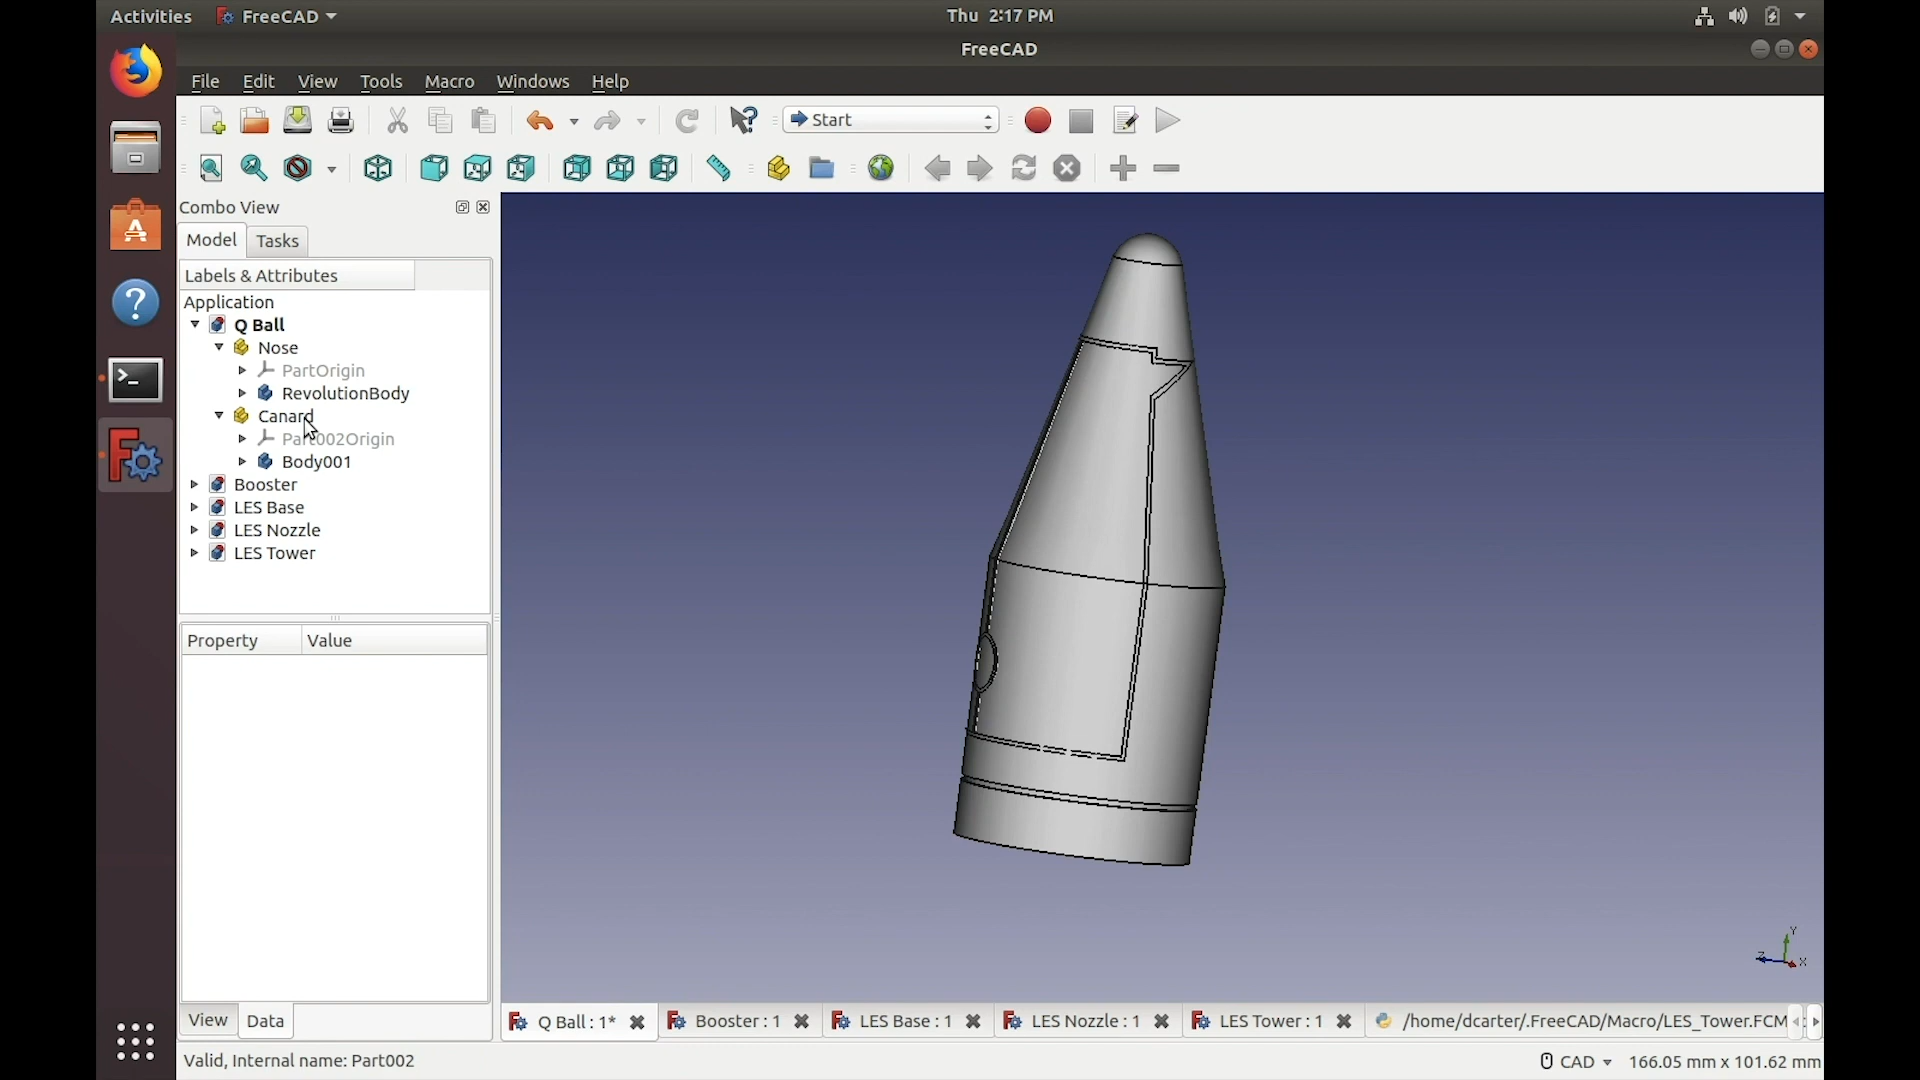 Activities FreeCAD Thu 2:17 PM
FreeCAD
File Edit View Tools Macro Windows Help
Start
Combo View
Model Tasks
Labels & Attributes
Application
Q Ball
Nose
PartOrigin
RevolutionBody
Canard
Part002Origin
Body001
Booster
LES Base
LES Nozzle
LES Tower
Property Value
Y
Z X
View Data
Q Ball : 1* Booster : 1 LES Base : 1 LES Nozzle : 1 LES Tower : 1 /home/dcarter/.FreeCAD/Macro/LES_Tower.FCM
Valid, Internal name: Part002 CAD 166.05 mm x 101.62 mm